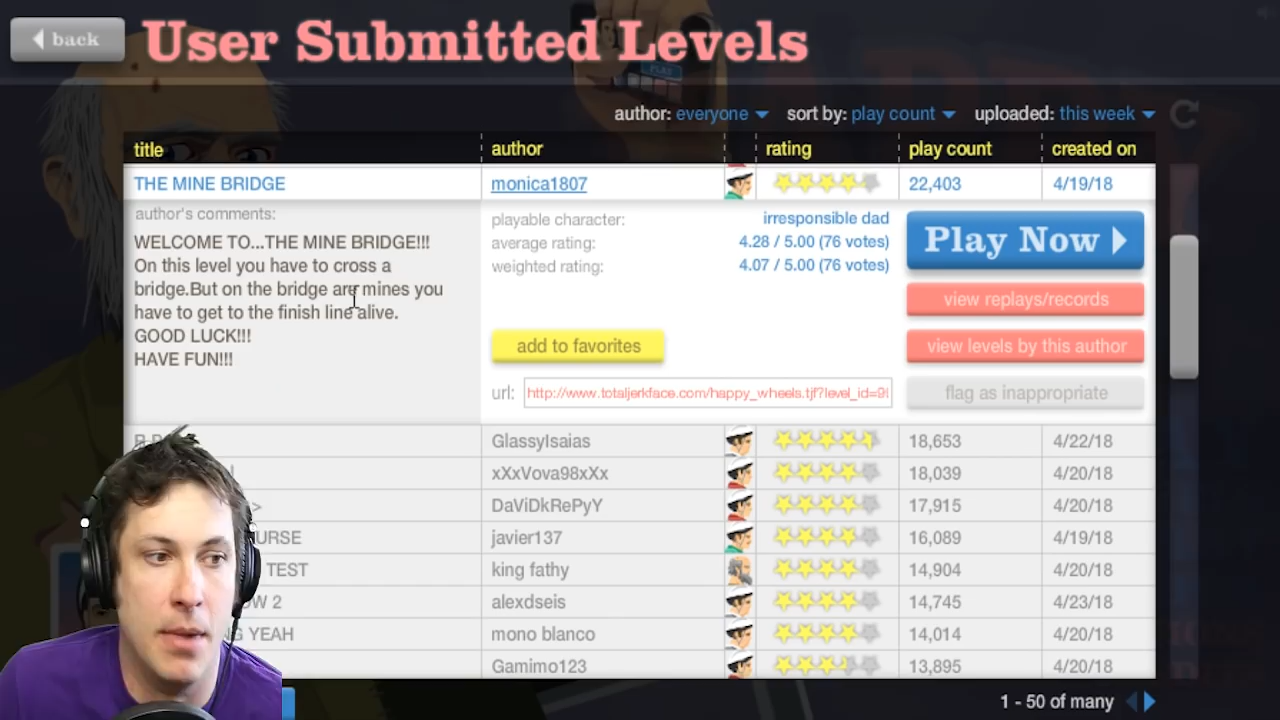 back
User Submitted Levels
author: everyone sort by: play count uploaded: this week
title author rating play count created on
THE MINE BRIDGE monica1807 22,403 4/19/18
author's comments:
WELCOME TO...THE MINE BRIDGE!!!
On this level you have to cross a
bridge.But on the bridge are mines you
have to get to the finish line alive.
GOOD LUCK!!!
HAVE FUN!!!
playable character: irresponsible dad
average rating: 4.28 / 5.00 (76 votes)
weighted rating: 4.07 / 5.00 (76 votes)
add to favorites
url: http://www.totaljerkface.com/happy_wheels.tjf?level_id=9
Play Now
view replays/records
view levels by this author
flag as inappropriate
GlassyIsaias 18,653 4/22/18
xXxVova98xXx 18,039 4/20/18
> DaViDkRePyY 17,915 4/20/18
URSE javier137 16,089 4/19/18
TEST king fathy 14,904 4/20/18
OW 2 alexdseis 14,745 4/23/18
G YEAH mono blanco 14,014 4/20/18
Gamimo123 13,895 4/20/18
1 - 50 of many